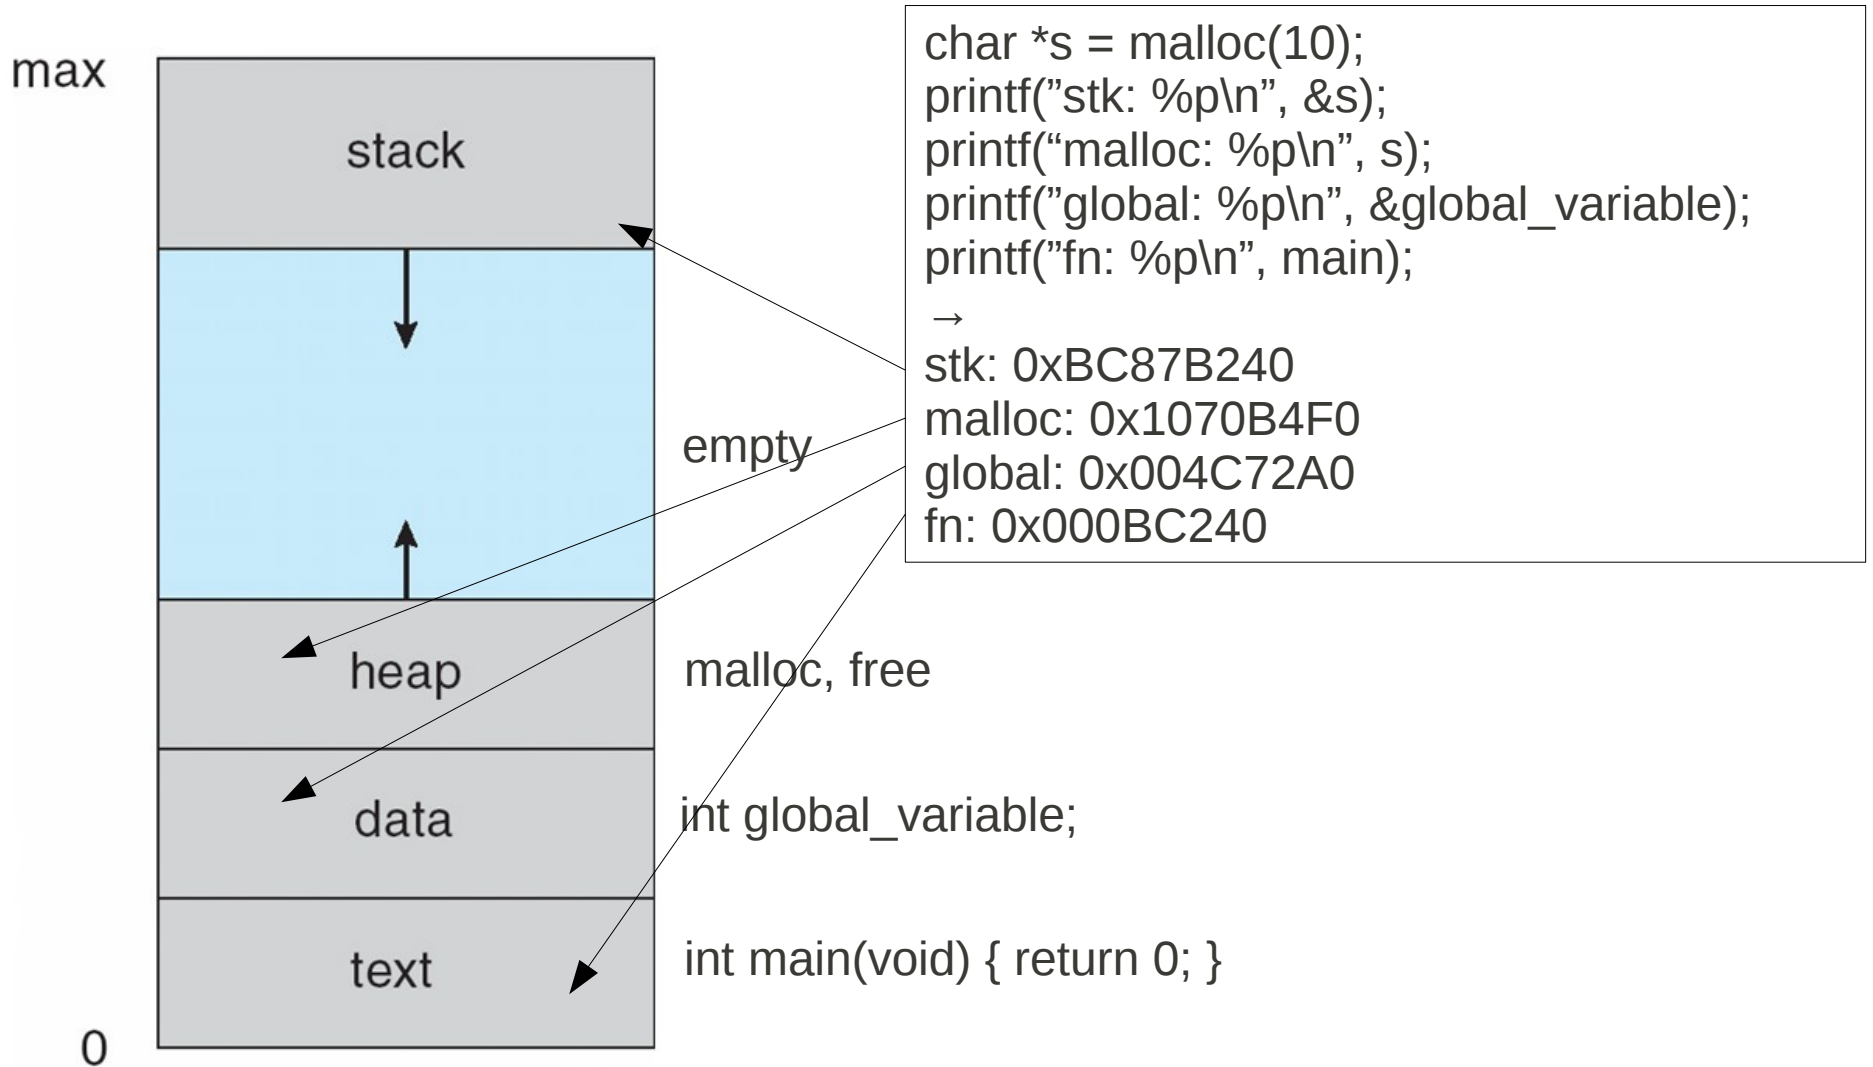 max
stack
empty
heap
malloc, free
data
int global_variable;
text
int main(void) { return 0; }
0
char *s = malloc(10);
printf(”stk: %p\n”, &s);
printf(“malloc: %p\n”, s);
printf(”global: %p\n”, &global_variable);
printf(”fn: %p\n”, main);
→
stk: 0xBC87B240
malloc: 0x1070B4F0
global: 0x004C72A0
fn: 0x000BC240